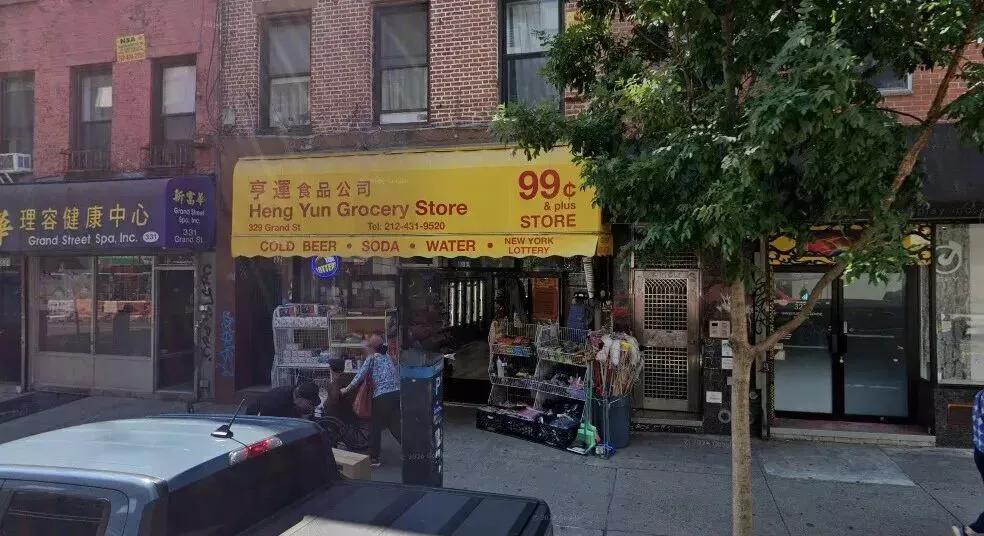 華 理容健康中心
Grand Street Spa, Inc. 331
新富華
Grand Street
Spa, Inc.
331
Grand St.
亨運食品公司
Heng Yun Grocery Store
329 Grand St Tel: 212-431-9520
99¢
& plus
STORE
COLD BEER • SODA • WATER • NEW YORK
LOTTERY
P